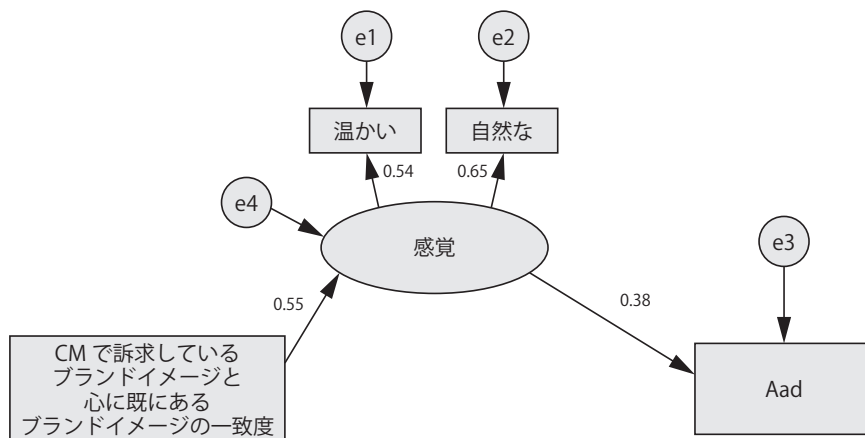 e1
e2
温かい
自然な
0.54
0.65
e4
感覚
e3
0.55
0.38
CM で訴求している
ブランドイメージと
心に既にある
ブランドイメージの一致度
Aad